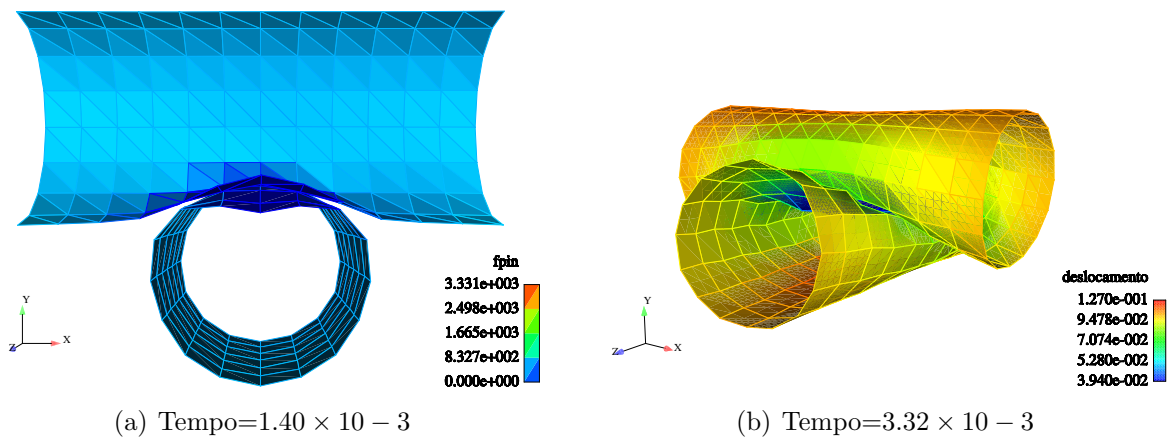 fpin
3.331e+003
2.498e+003
1.665e+003
8.327e+002
0.000e+000
Y
Z
X
(a) Tempo=1.40 × 10 − 3
deslocamento
1.270e-001
9.478e-002
7.074e-002
5.280e-002
3.940e-002
Y
Z
X
(b) Tempo=3.32 × 10 − 3